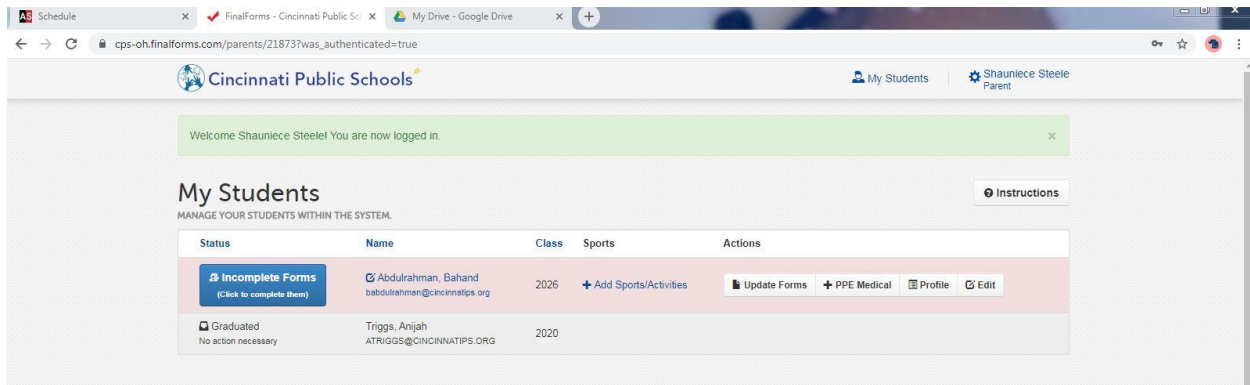 AS Schedule
FinalForms - Cincinnati Public Sc
My Drive - Google Drive
cps-oh.finalforms.com/parents/21873?was_authenticated=true
Cincinnati Public Schools
My Students
Shauniece Steele
Parent
Welcome Shauniece Steele! You are now logged in.
My Students
Instructions
MANAGE YOUR STUDENTS WITHIN THE SYSTEM.
Status Name Class Sports Actions
Incomplete Forms
(Click to complete them)
Abdulrahman, Bahand
babdulrahman@cincinnatips.org
2026
+ Add Sports/Activities
Update Forms + PPE Medical Profile Edit
Graduated
No action necessary
Triggs, Anijah
ATRIGGS@CINCINNATIPS.ORG
2020